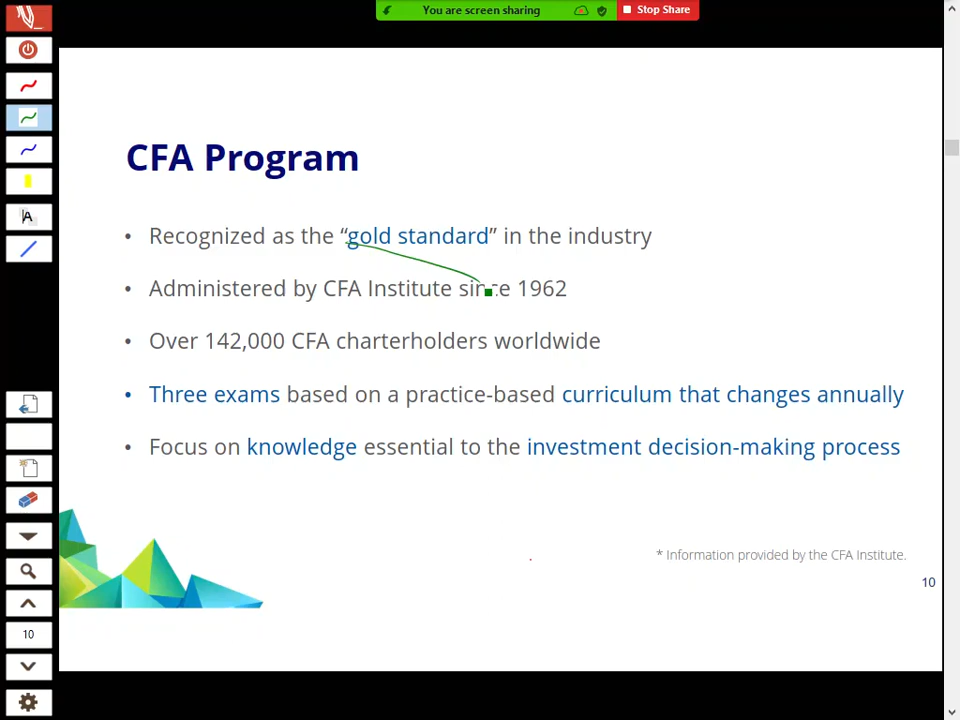 You are screen sharing
Stop Share
A
CFA Program
• Recognized as the “gold standard” in the industry
• Administered by CFA Institute since 1962
• Over 142,000 CFA charterholders worldwide
• Three exams based on a practice-based curriculum that changes annually
• Focus on knowledge essential to the investment decision-making process
* Information provided by the CFA Institute.
10
10